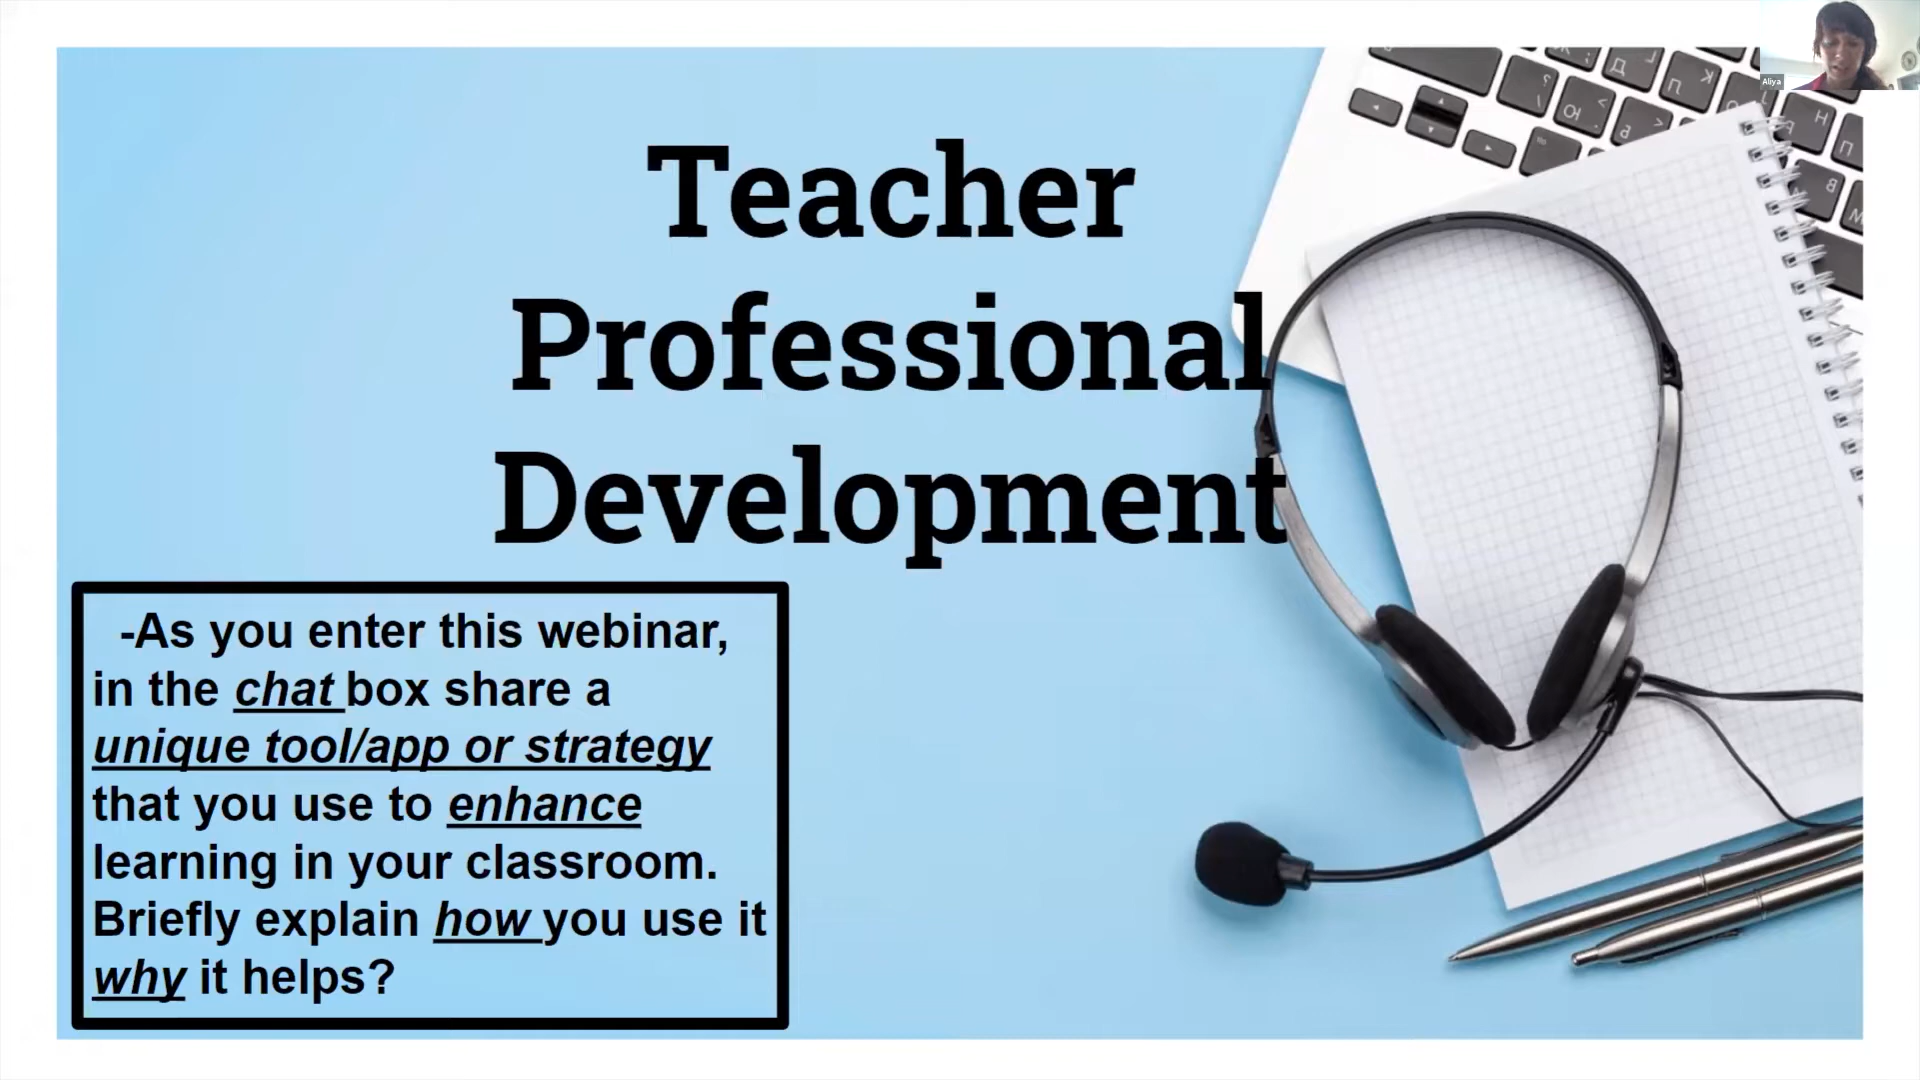 Aliya
Teacher
Professional
Development
-As you enter this webinar,
in the chat box share a
unique tool/app or strategy
that you use to enhance
learning in your classroom.
Briefly explain how you use it
why it helps?